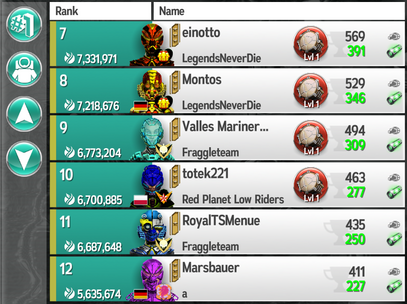 Rank Name
7 einotto 569
7,331,971 LegendsNeverDie Lvl 1 391
8 Montos 529
7,218,676 LegendsNeverDie Lvl 1 346
9 Valles Mariner... 494
6,773,204 Fraggleteam Lvl 1 309
10 totek221 463
6,700,885 Red Planet Low Riders Lvl 1 277
11 RoyalTSMenue 435
6,687,648 Fraggleteam 250
12 Marsbauer 411
5,635,674 a 227